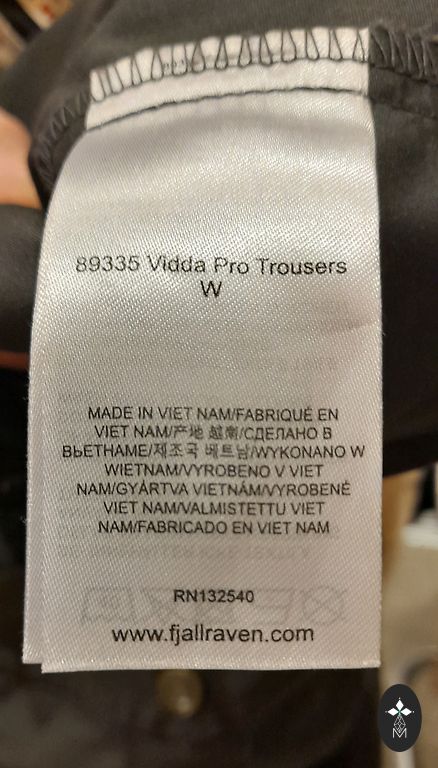 89335 Vidda Pro Trousers
W
MADE IN VIET NAM/FABRIQUÉ EN
VIET NAM/产地 越南/СДЕЛАНО В
ВЬЕТНАМЕ/제조국 베트남/WYKONANO W
WIETNAM/VYROBENO V VIET
NAM/GYÁRTVA VIETNÁM/VYROBENÉ
VIET NAM/VALMISTETTU VIET
NAM/FABRICADO EN VIET NAM
RN132540
www.fjallraven.com
M